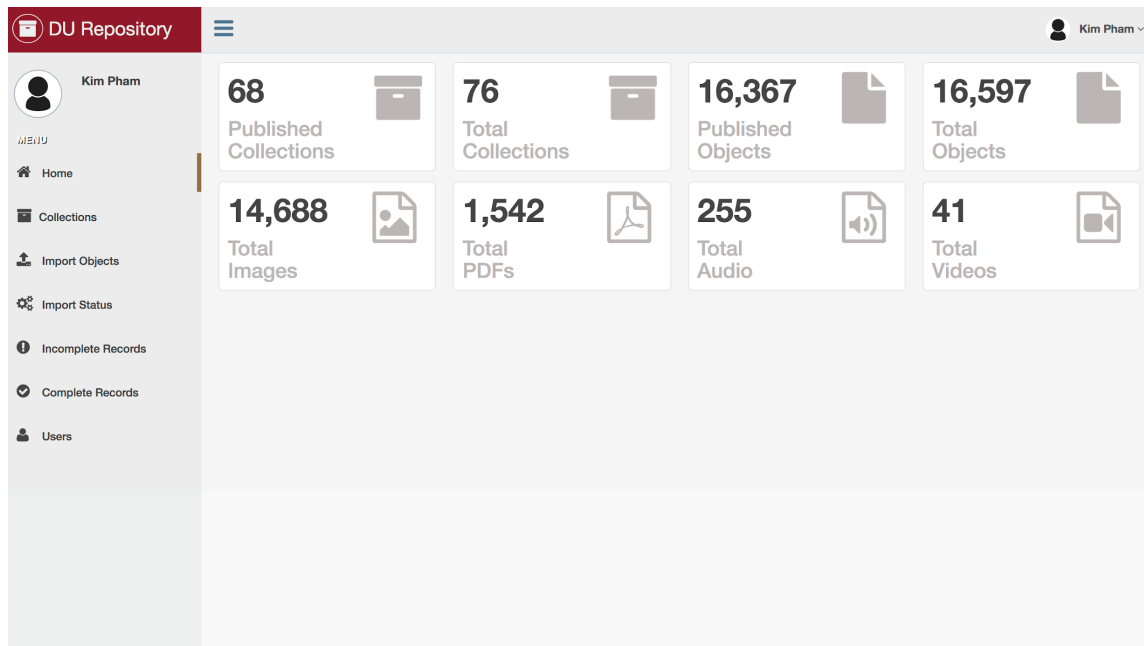 DU Repository
Kim Pham
Kim Pham
MENU
Home
Collections
Import Objects
Import Status
Incomplete Records
Complete Records
Users
68
Published
Collections
76
Total
Collections
16,367
Published
Objects
16,597
Total
Objects
14,688
Total
Images
1,542
Total
PDFs
255
Total
Audio
41
Total
Videos